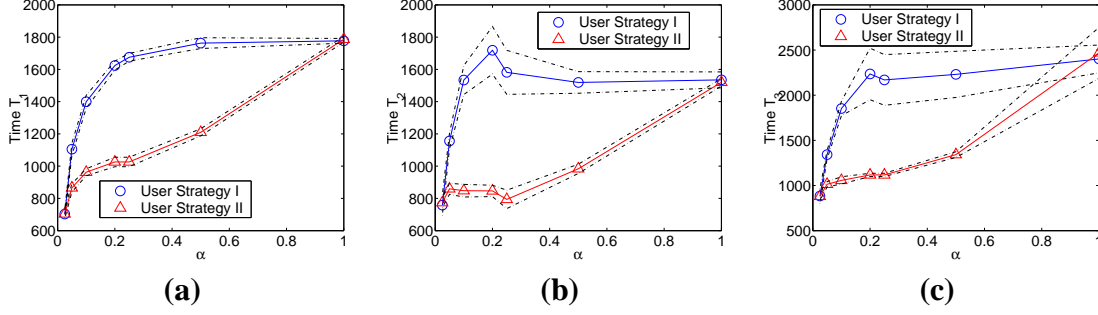 2000
1800
1600
1400
1200
1000
800
600
0 0.2 0.4 0.6 0.8 1
α
Time T_1
User Strategy I
User Strategy II
(a)
2000
1800
1600
1400
1200
1000
800
600
0 0.2 0.4 0.6 0.8 1
α
Time T_2
User Strategy I
User Strategy II
(b)
3000
2500
2000
1500
1000
500
0 0.2 0.4 0.6 0.8 1
α
Time T
User Strategy I
User Strategy II
(c)